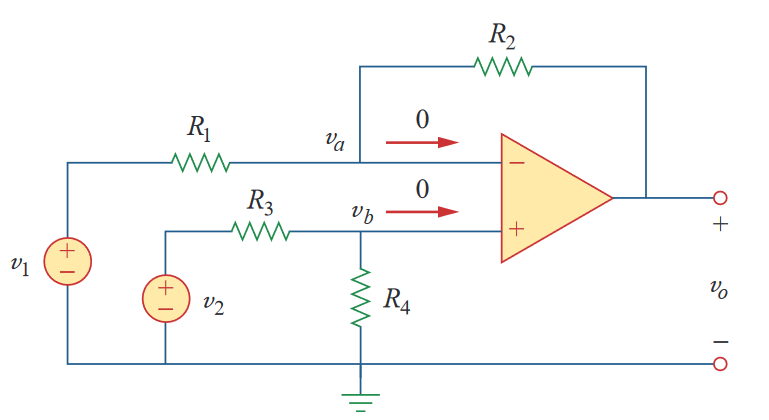 R2
R1
va
0
−
R3
vb
0
+
v1
+
−
+
−
v2
R4
+
vo
−